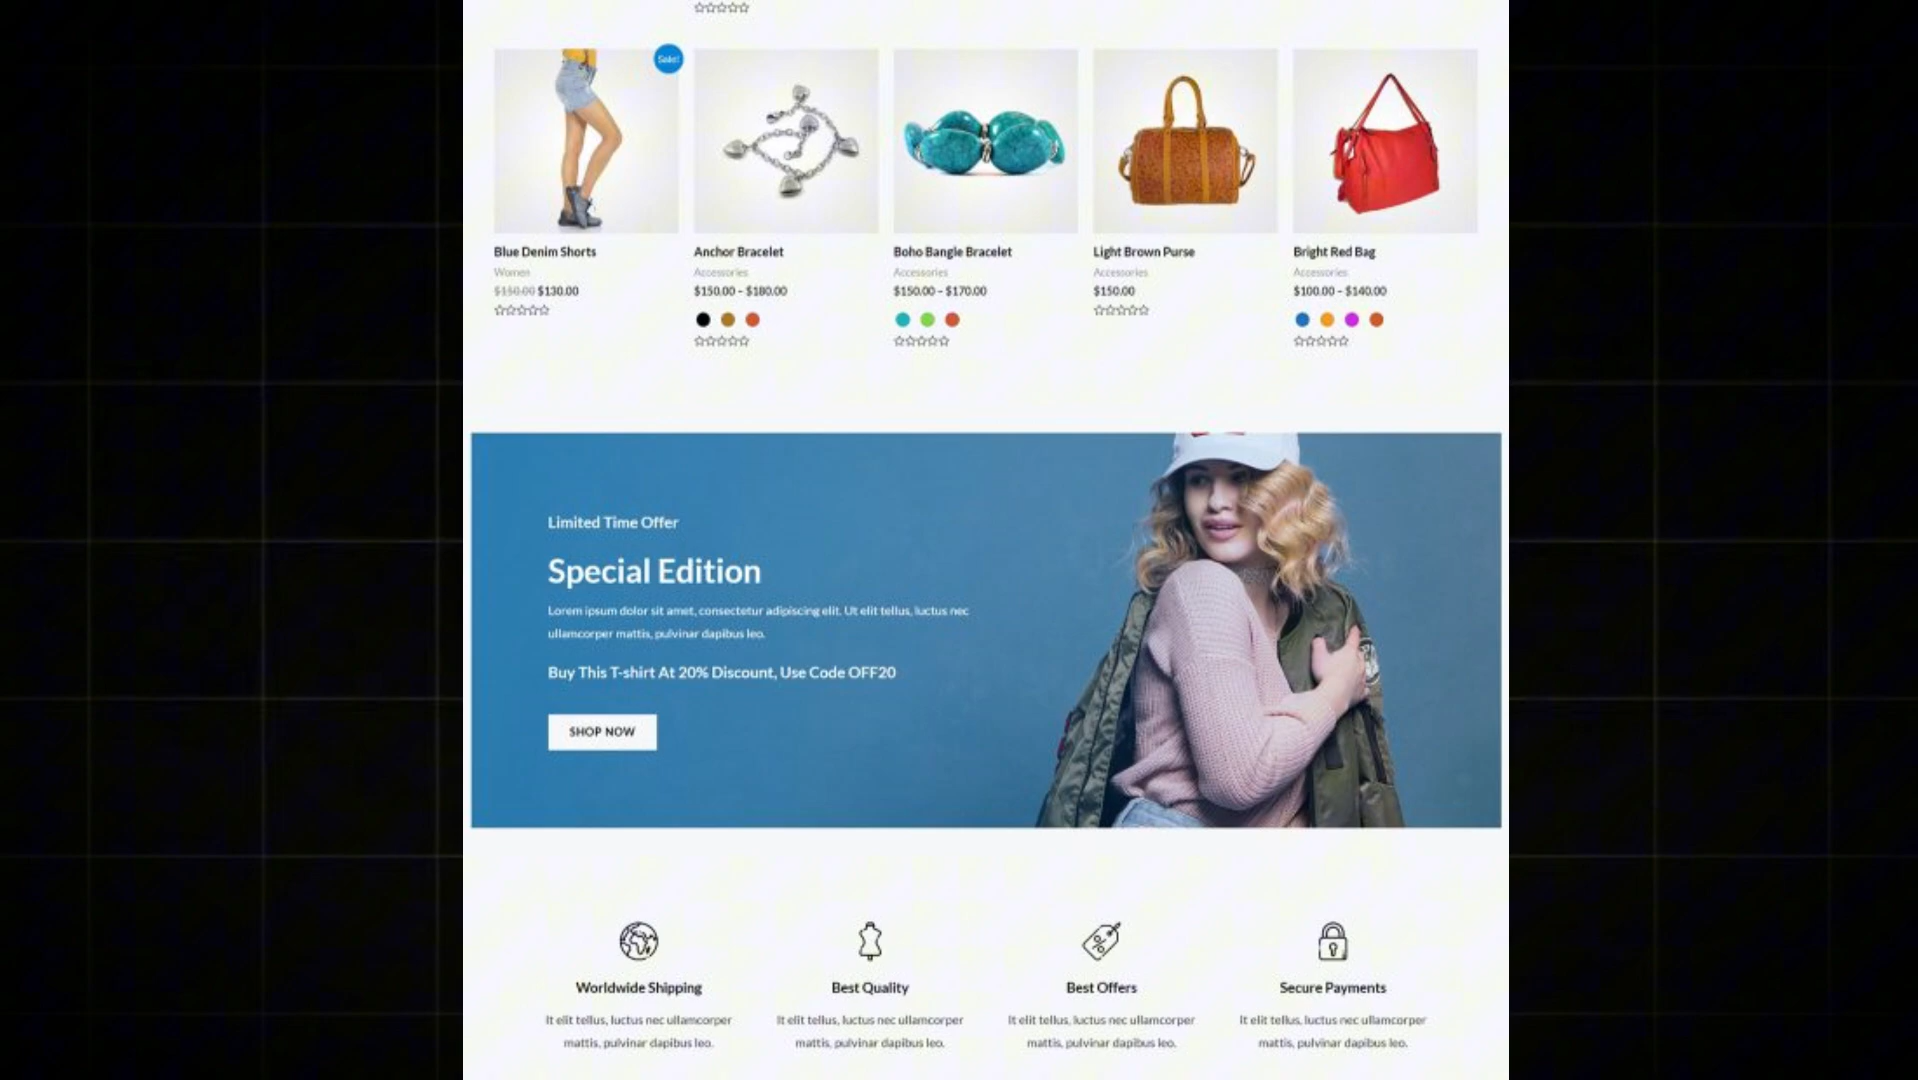 Sale!
Blue Denim Shorts
Women
$150.00 $130.00
Anchor Bracelet
Accessories
$150.00 – $180.00
Boho Bangle Bracelet
Accessories
$150.00 – $170.00
Light Brown Purse
Accessories
$150.00
Bright Red Bag
Accessories
$100.00 – $140.00
Limited Time Offer
Special Edition
Lorem ipsum dolor sit amet, consectetur adipiscing elit. Ut elit tellus, luctus nec
ullamcorper mattis, pulvinar dapibus leo.
Buy This T-shirt At 20% Discount, Use Code OFF20
SHOP NOW
Worldwide Shipping
It elit tellus, luctus nec ullamcorper
mattis, pulvinar dapibus leo.
Best Quality
It elit tellus, luctus nec ullamcorper
mattis, pulvinar dapibus leo.
Best Offers
It elit tellus, luctus nec ullamcorper
mattis, pulvinar dapibus leo.
Secure Payments
It elit tellus, luctus nec ullamcorper
mattis, pulvinar dapibus leo.